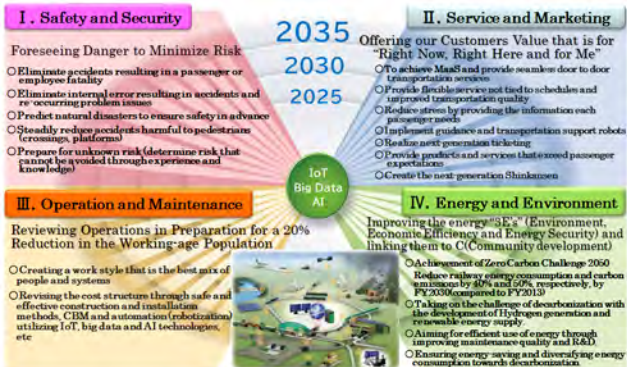 I. Safety and Security
Foreseeing Danger to Minimize Risk
○Eliminate accidents resulting in a passenger or
employee fatality
○Eliminate internal error resulting in accidents and
re-occurring problem issues
○Predict natural disasters to ensure safety in advance
○Steadily reduce accidents harmful to pedestrians
(crossings, platforms)
○Prepare for unknown risk (determine risk that
cannot be avoided through experience and
knowledge)
2035
2030
2025
II. Service and Marketing
Offering our Customers Value that is for
"Right Now, Right Here and for Me"
○To achieve MaaS and provide seamless door to door
transportation services
○Provide flexible service not tied to schedules and
improved transportation quality
○Reduce stress by providing the information each
passenger needs
○Implement guidance and transportation support robots
○Realize next-generation ticketing
○Provide products and services that exceed passenger
expectations
○Create the next-generation Shinkansen
IoT
Big Data
AI
III. Operation and Maintenance
Reviewing Operations in Preparation for a 20%
Reduction in the Working-age Population
○Creating a work style that is the best mix of
people and systems
○Revising the cost structure through safe and
effective construction and installation
methods, CBM and automation (robotization)
utilizing IoT, big data and AI technologies,
etc
IV. Energy and Environment
Improving the energy "3E's" (Environment,
Economic Efficiency and Energy Security) and
linking them to C(Community development)
○Achievement of Zero Carbon Challenge 2050
Reduce railway energy consumption and carbon
emissions by 40% and 50%, respectively, by
FY2030(compared to FY2013)
○Taking on the challenge of decarbonization with
the development of Hydrogen generation and
renewable energy supply.
○Aiming for efficient use of energy through
improving maintenance quality and R&D.
○Ensuring energy-saving and diversifying energy
consumption towards decarbonization.